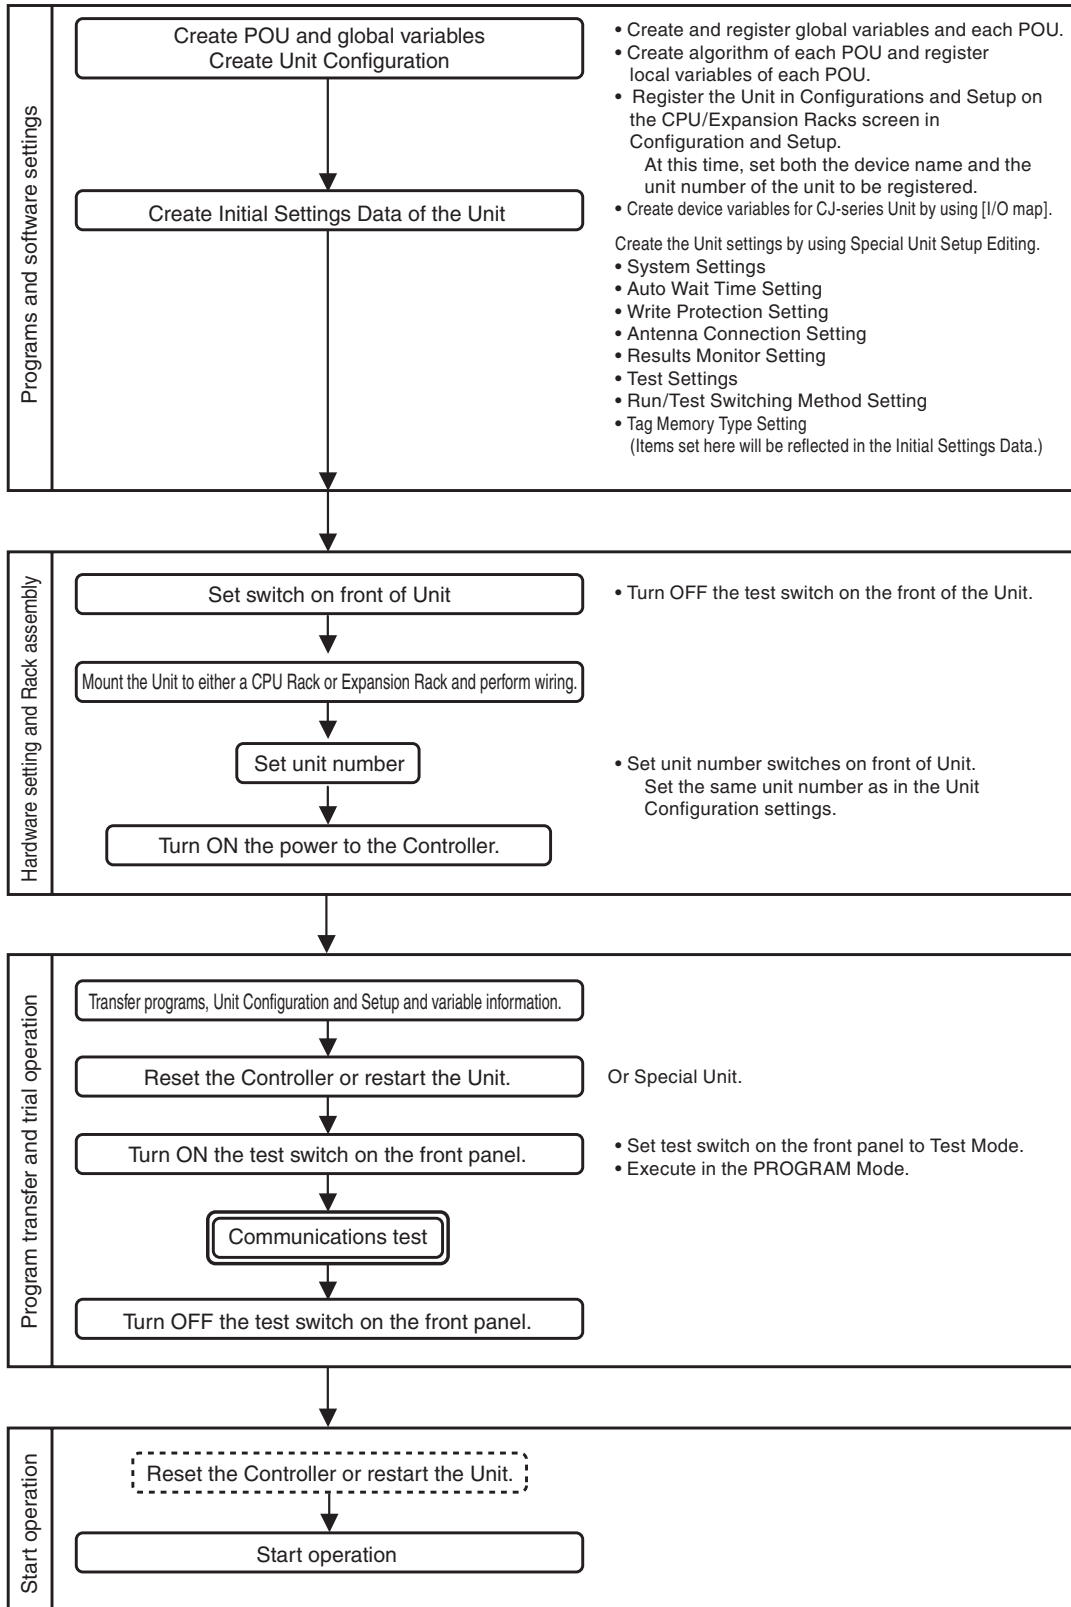 Programs and software settings
Create POU and global variables
Create Unit Configuration
• Create and register global variables and each POU.
• Create algorithm of each POU and register
local variables of each POU.
• Register the Unit in Configurations and Setup on
the CPU/Expansion Racks screen in
Configuration and Setup.
At this time, set both the device name and the
unit number of the unit to be registered.
• Create device variables for CJ-series Unit by using [I/O map].
Create Initial Settings Data of the Unit
Create the Unit settings by using Special Unit Setup Editing.
• System Settings
• Auto Wait Time Setting
• Write Protection Setting
• Antenna Connection Setting
• Results Monitor Setting
• Test Settings
• Run/Test Switching Method Setting
• Tag Memory Type Setting
(Items set here will be reflected in the Initial Settings Data.)
Hardware setting and Rack assembly
Set switch on front of Unit
• Turn OFF the test switch on the front of the Unit.
Mount the Unit to either a CPU Rack or Expansion Rack and perform wiring.
Set unit number
• Set unit number switches on front of Unit.
Set the same unit number as in the Unit
Configuration settings.
Turn ON the power to the Controller.
Program transfer and trial operation
Transfer programs, Unit Configuration and Setup and variable information.
Reset the Controller or restart the Unit.
Or Special Unit.
Turn ON the test switch on the front panel.
• Set test switch on the front panel to Test Mode.
• Execute in the PROGRAM Mode.
Communications test
Turn OFF the test switch on the front panel.
Start operation
Reset the Controller or restart the Unit.
Start operation